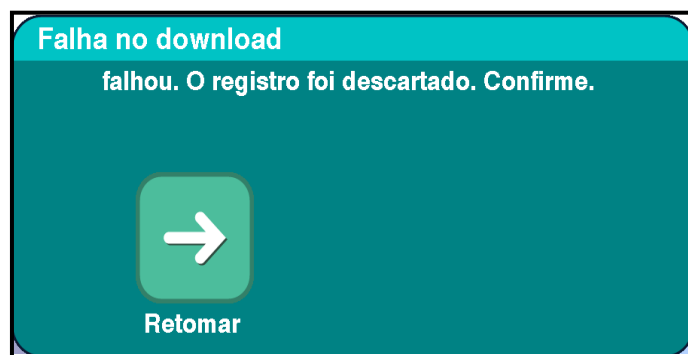 Falha no download
falhou. O registro foi descartado. Confirme.
Retomar